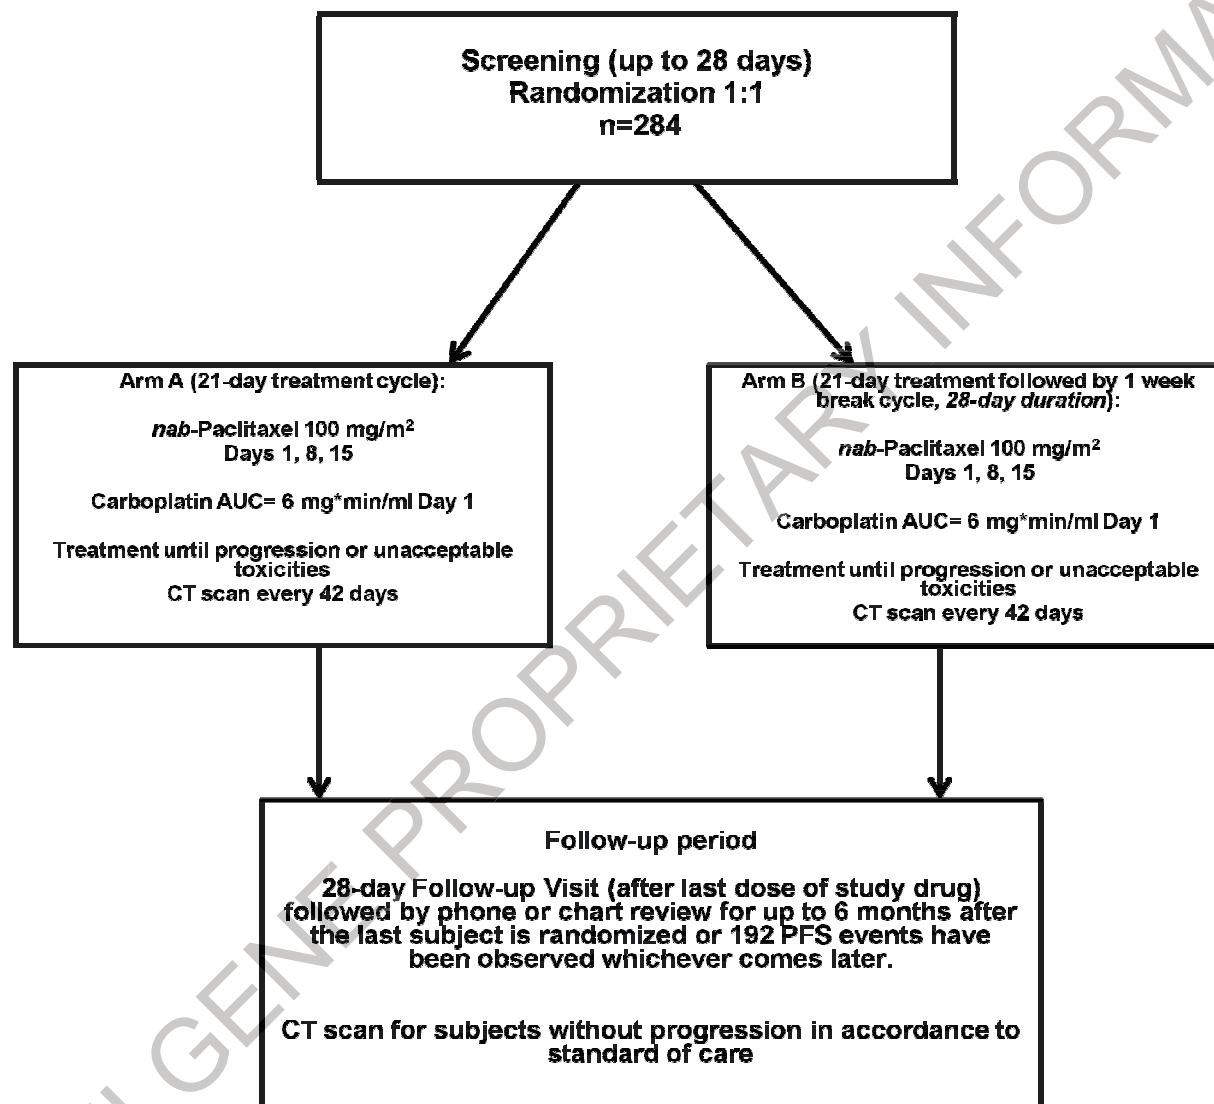 Screening (up to 28 days)
Randomization 1:1
n=284
Arm A (21-day treatment cycle):
nab-Paclitaxel 100 mg/m²
Days 1, 8, 15
Carboplatin AUC= 6 mg*min/ml Day 1
Treatment until progression or unacceptable
toxicities
CT scan every 42 days
Arm B (21-day treatment followed by 1 week
break cycle, 28-day duration):
nab-Paclitaxel 100 mg/m²
Days 1, 8, 15
Carboplatin AUC= 6 mg*min/ml Day 1
Treatment until progression or unacceptable
toxicities
CT scan every 42 days
Follow-up period
28-day Follow-up Visit (after last dose of study drug)
followed by phone or chart review for up to 6 months after
the last subject is randomized or 192 PFS events have
been observed whichever comes later.
CT scan for subjects without progression in accordance to
standard of care
GENE PROPRIETARY